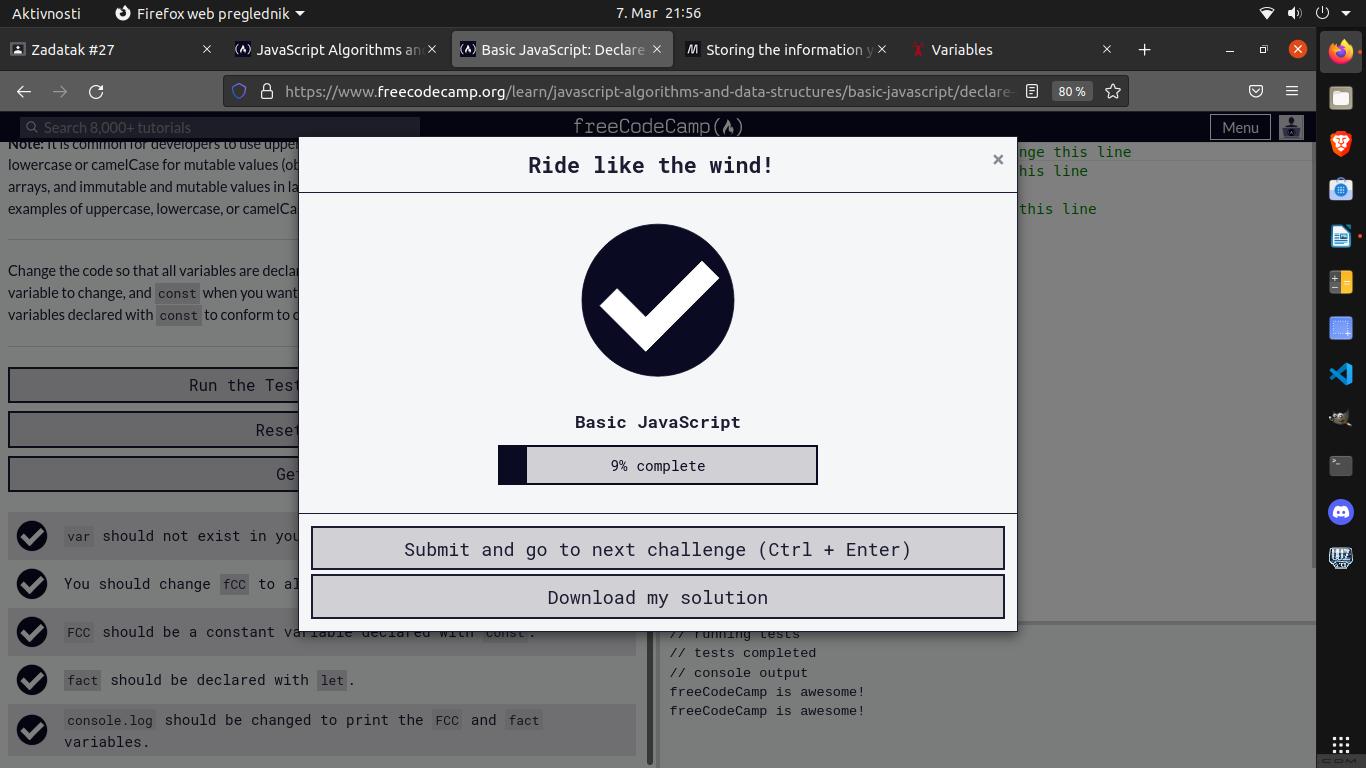 Aktivnosti
Firefox web preglednik
7. Mar 21:56
Zadatak #27
JavaScript Algorithms an
Basic JavaScript: Declare
Storing the information y
Variables
https://www.freecodecamp.org/learn/javascript-algorithms-and-data-structures/basic-javascript/declare-
80 %
Search 8,000+ tutorials
freeCodeCamp
Menu
Note: It is common for developers to use upper
lowercase or camelCase for mutable values (ob
arrays, and immutable and mutable values in la
examples of uppercase, lowercase, or camelCa
Change the code so that all variables are decla
variable to change, and const when you want
variables declared with const to conform to c
Run the Test
Reset
Ge
var should not exist in you
You should change fCC to al
FCC should be a constant variable declared with const.
fact should be declared with let.
console.log should be changed to print the FCC and fact
variables.
Ride like the wind!
×
Basic JavaScript
9% complete
Submit and go to next challenge (Ctrl + Enter)
Download my solution
nge this line
his line
this line
// running tests
// tests completed
// console output
freeCodeCamp is awesome!
freeCodeCamp is awesome!